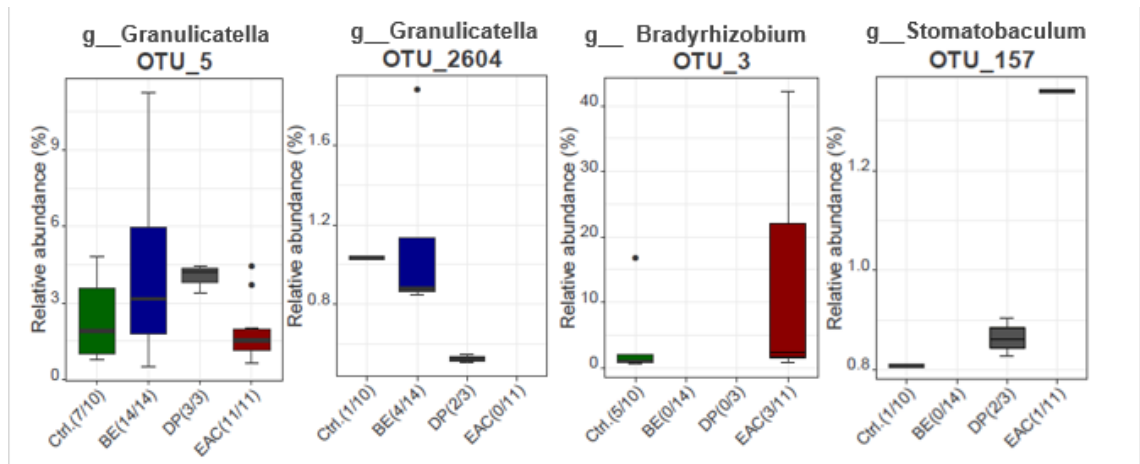 g__Granulicatella
OTU_5
Relative abundance (%)
9
6
3
0
Ctrl.(7/10)
BE(14/14)
DP(3/3)
EAC(11/11)
g__Granulicatella
OTU_2604
Relative abundance (%)
1.6
1.2
0.8
Ctrl.(1/10)
BE(4/14)
DP(2/3)
EAC(0/11)
g__ Bradyrhizobium
OTU_3
Relative abundance (%)
40
30
20
10
0
Ctrl.(5/10)
BE(0/14)
DP(0/3)
EAC(3/11)
g__Stomatobaculum
OTU_157
Relative abundance (%)
1.2
1.0
0.8
Ctrl.(1/10)
BE(0/14)
DP(2/3)
EAC(1/11)